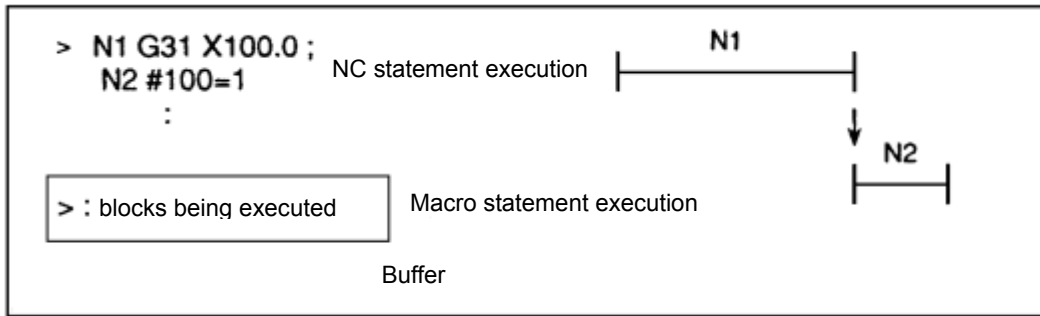 > N1 G31 X100.0 ;
N2 #100=1
:
NC statement execution
N1
N2
> : blocks being executed
Macro statement execution
Buffer